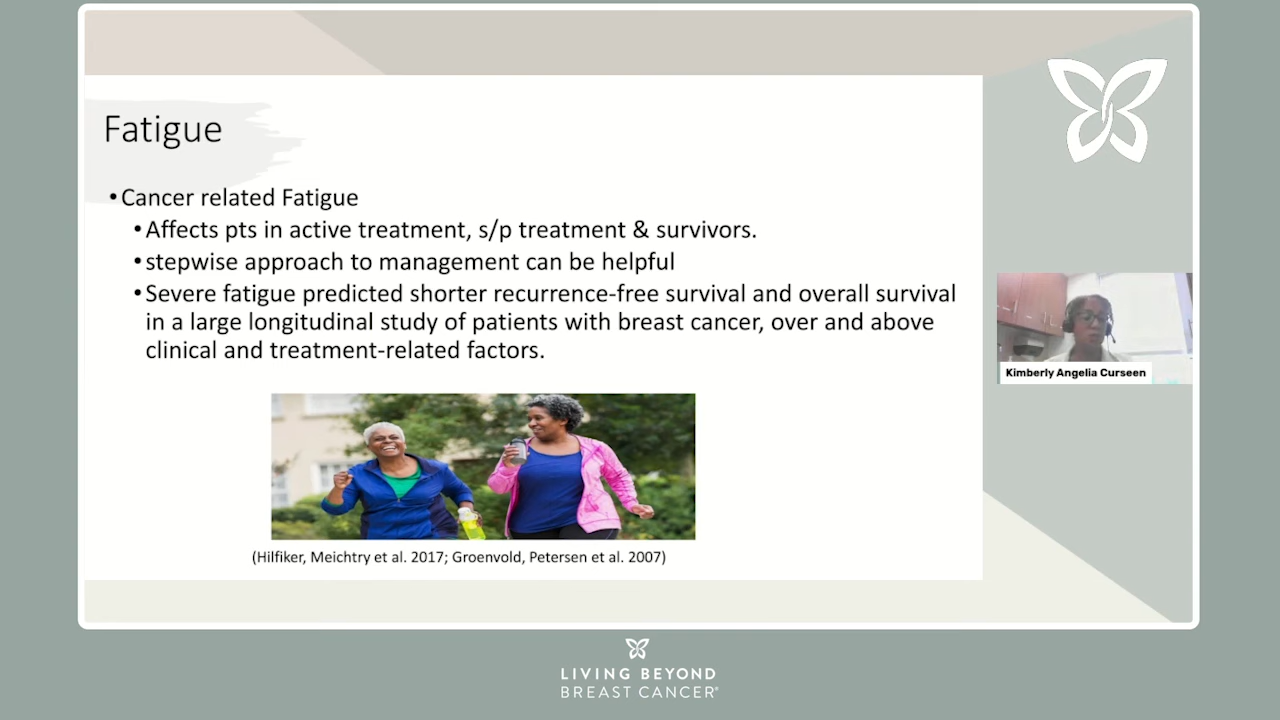 Fatigue
•Cancer related Fatigue
•Affects pts in active treatment, s/p treatment & survivors.
•stepwise approach to management can be helpful
•Severe fatigue predicted shorter recurrence-free survival and overall survival
in a large longitudinal study of patients with breast cancer, over and above
clinical and treatment-related factors.
(Hilfiker, Meichtry et al. 2017; Groenvold, Petersen et al. 2007)
Kimberly Angelia Curseen
LIVING BEYOND
BREAST CANCER®